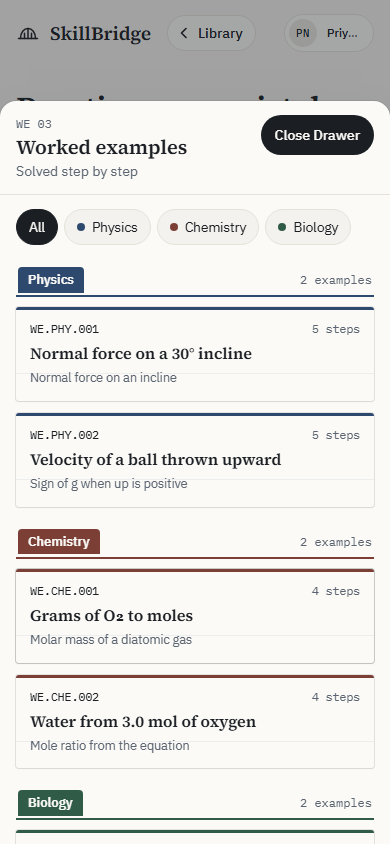 SkillBridge
Library
PN
Priy...
WE 03
Worked examples
Solved step by step
Close Drawer
All
Physics
Chemistry
Biology
Physics
2 examples
WE.PHY.001
5 steps
Normal force on a 30° incline
Normal force on an incline
WE.PHY.002
5 steps
Velocity of a ball thrown upward
Sign of g when up is positive
Chemistry
2 examples
WE.CHE.001
4 steps
Grams of O₂ to moles
Molar mass of a diatomic gas
WE.CHE.002
4 steps
Water from 3.0 mol of oxygen
Mole ratio from the equation
Biology
2 examples